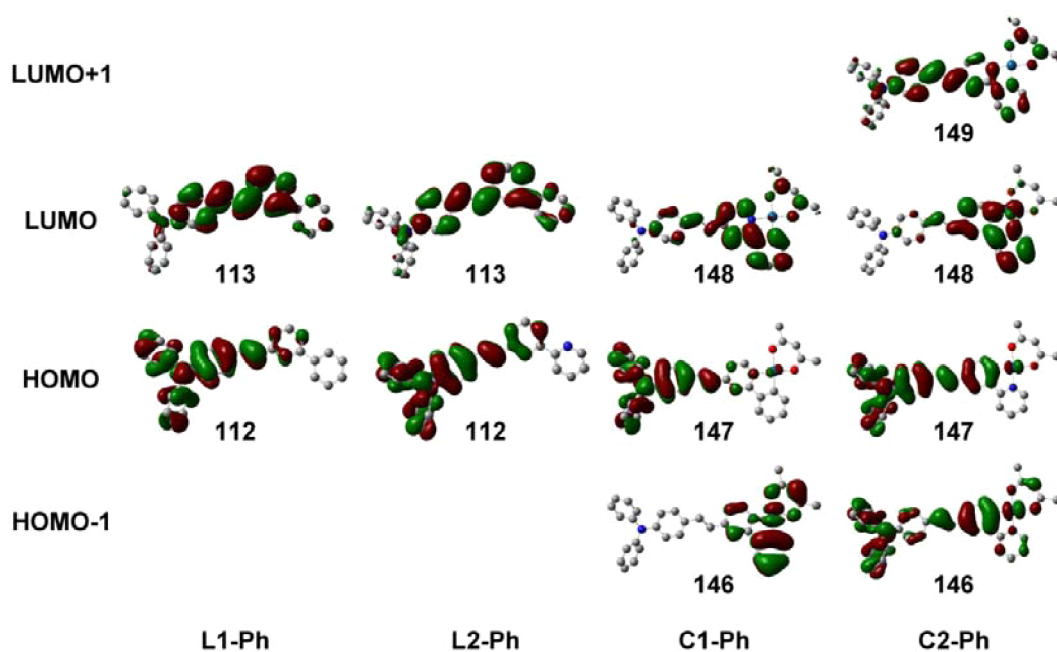 LUMO+1
149
LUMO
113 113 148 148
HOMO
112 112 147 147
HOMO-1
146 146
L1-Ph L2-Ph C1-Ph C2-Ph